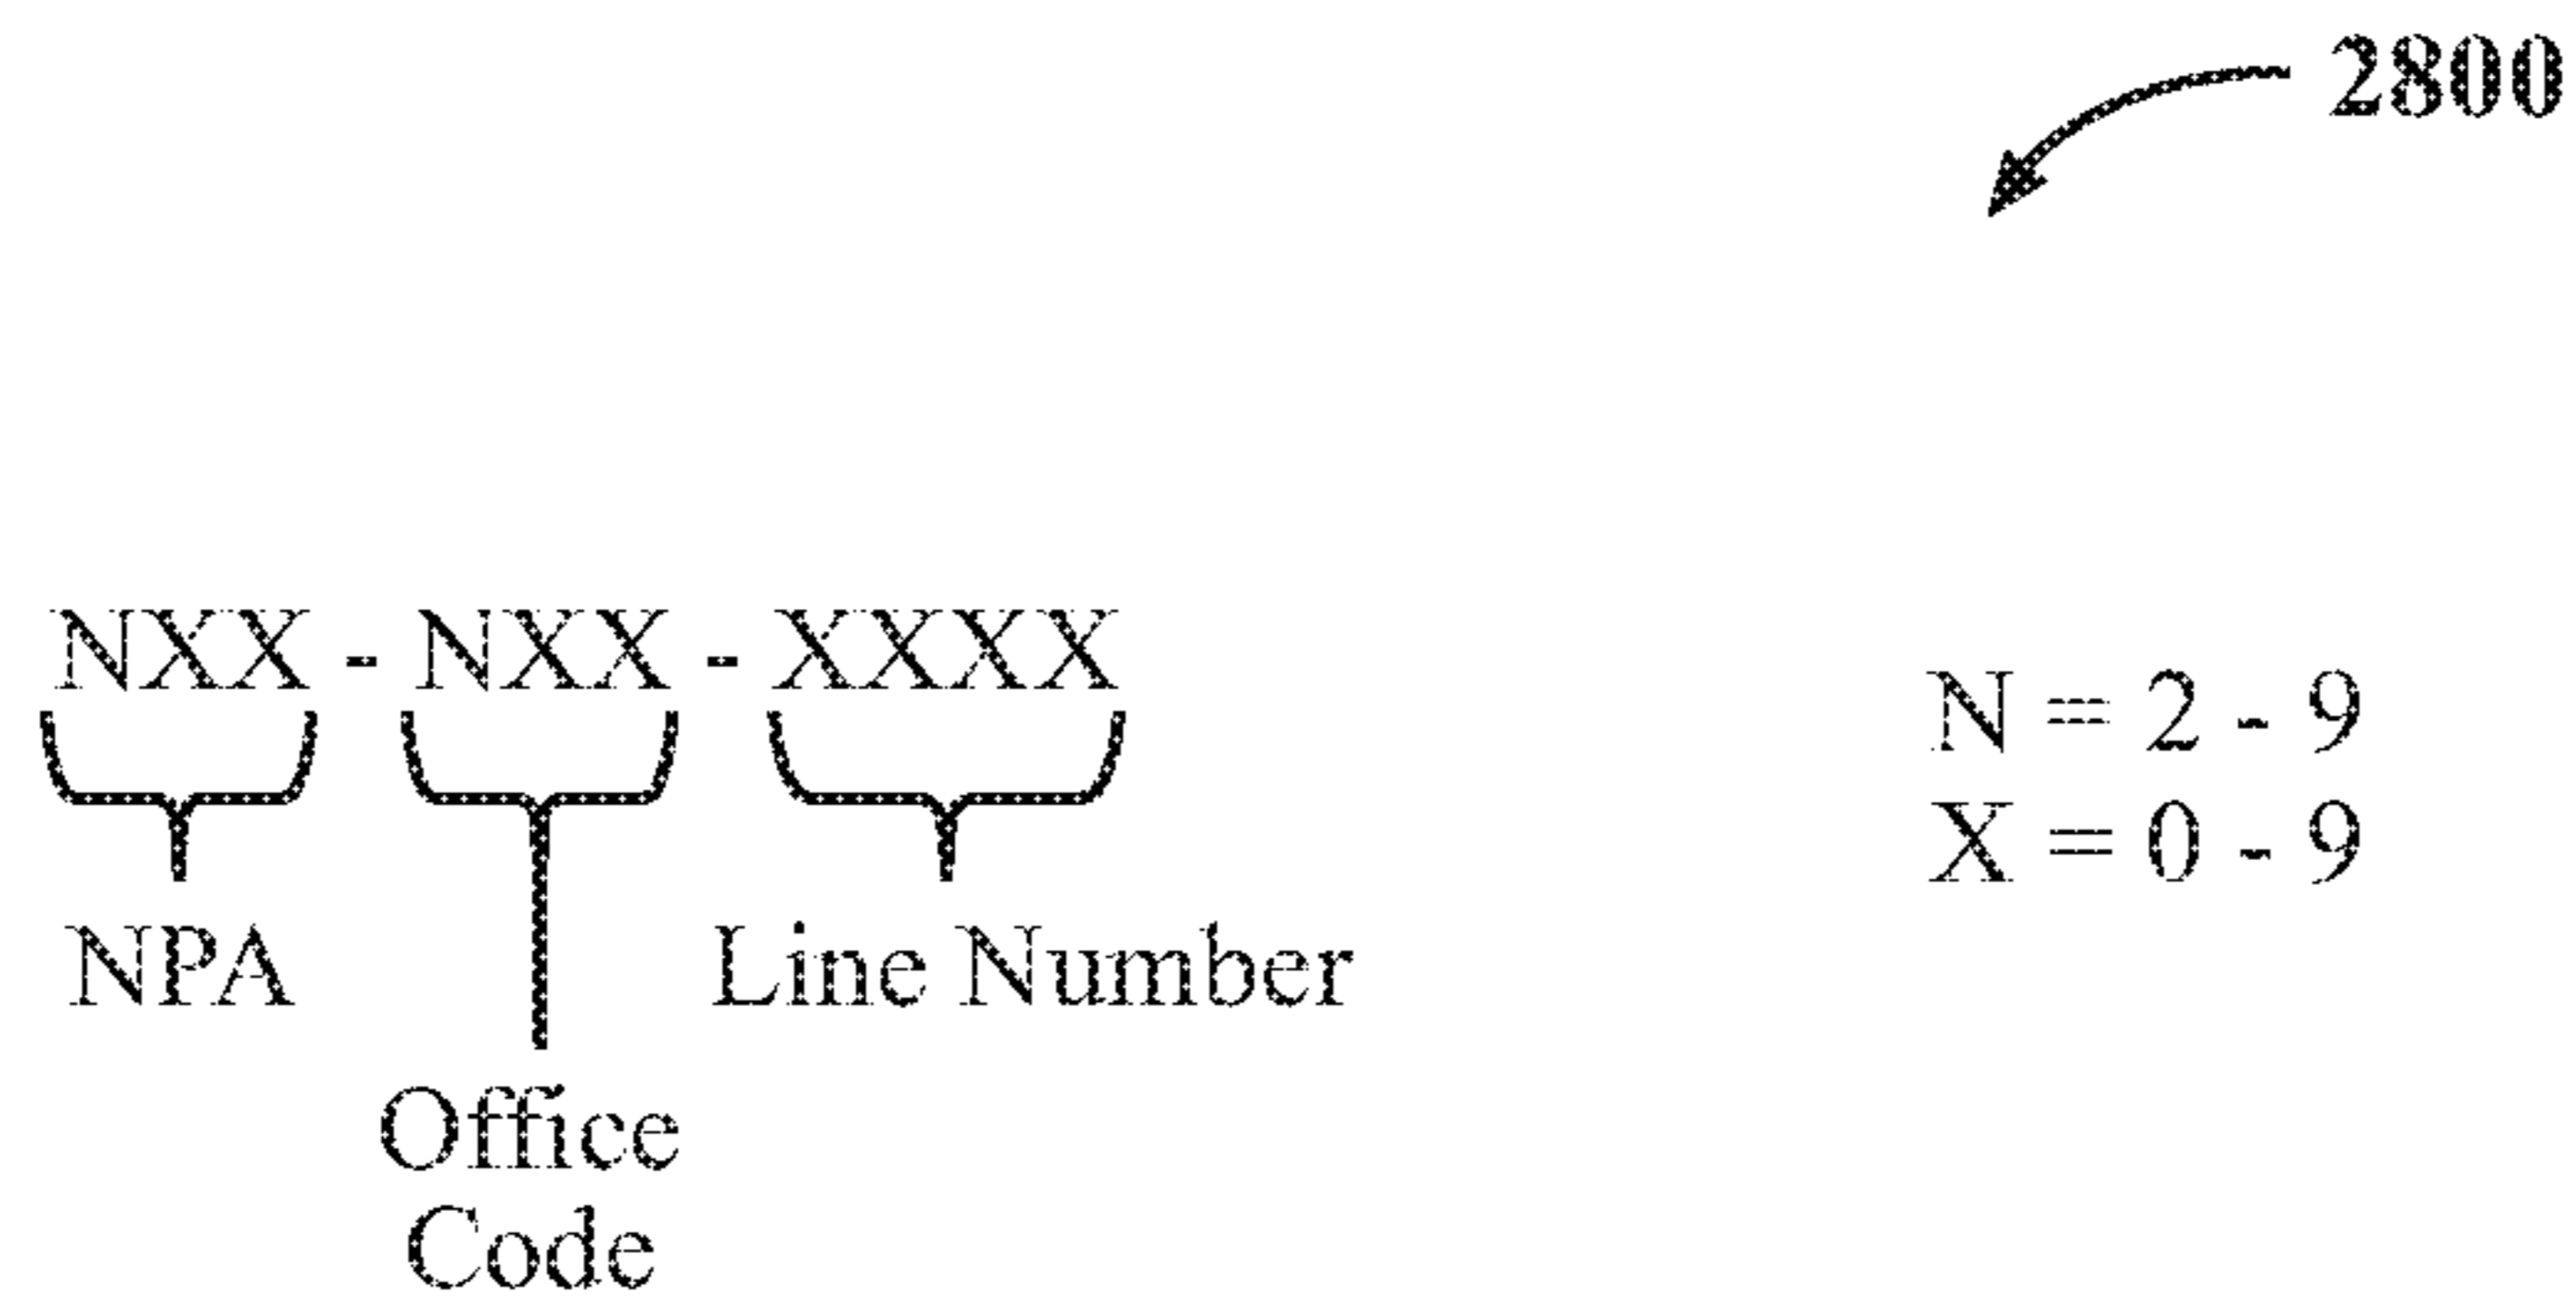 2800
NXX - NXX - XXXX
N = 2 - 9
X = 0 - 9
NPA
Line Number
Office
Code